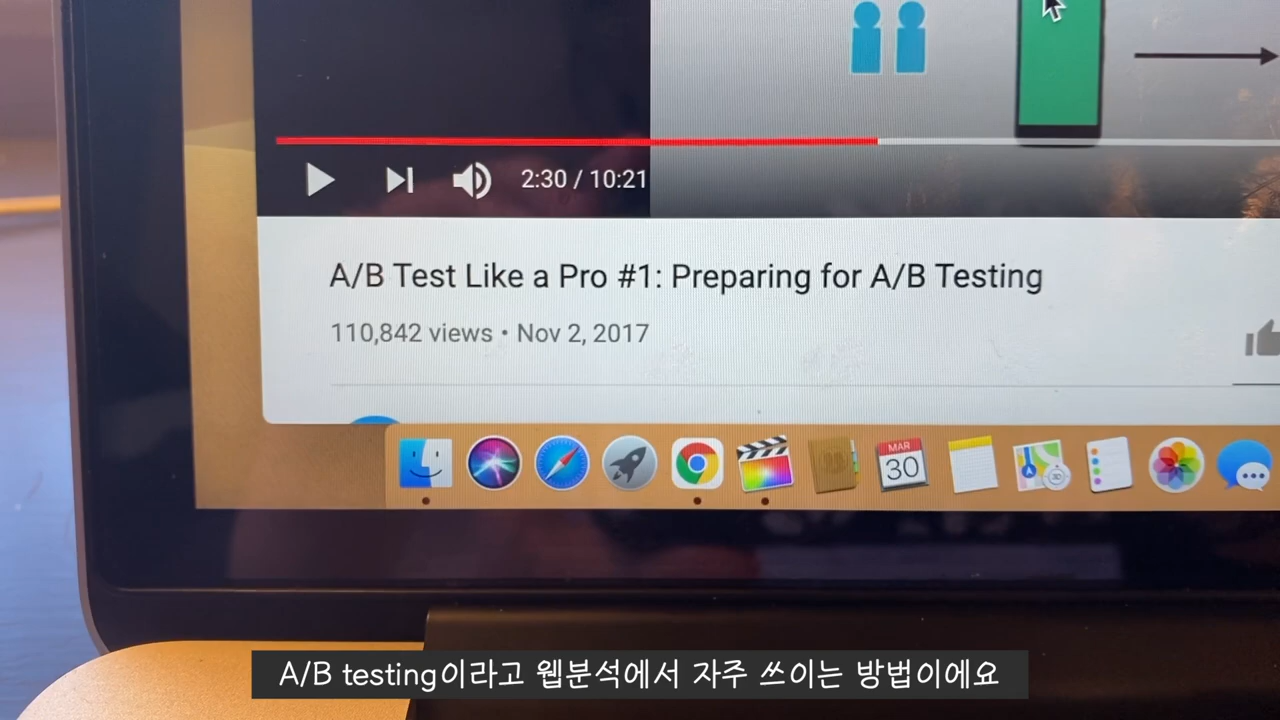 2:30 / 10:21
A/B Test Like a Pro #1: Preparing for A/B Testing
110,842 views • Nov 2, 2017
MAR
30
3D
A/B testing이라고 웹분석에서 자주 쓰이는 방법이에요